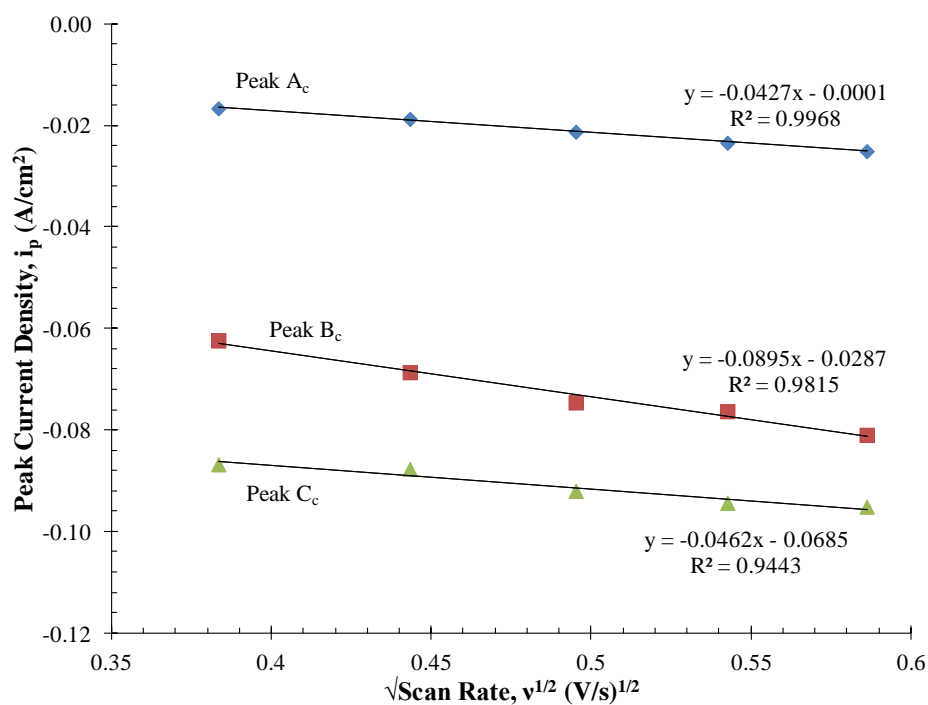 0.00
-0.02
-0.04
-0.06
-0.08
-0.10
-0.12
Peak Current Density, iₚ (A/cm²)
Peak A꜀
y = -0.0427x - 0.0001
R² = 0.9968
Peak B꜀
y = -0.0895x - 0.0287
R² = 0.9815
Peak C꜀
y = -0.0462x - 0.0685
R² = 0.9443
0.35
0.4
0.45
0.5
0.55
0.6
√Scan Rate, ν¹/² (V/s)¹/²